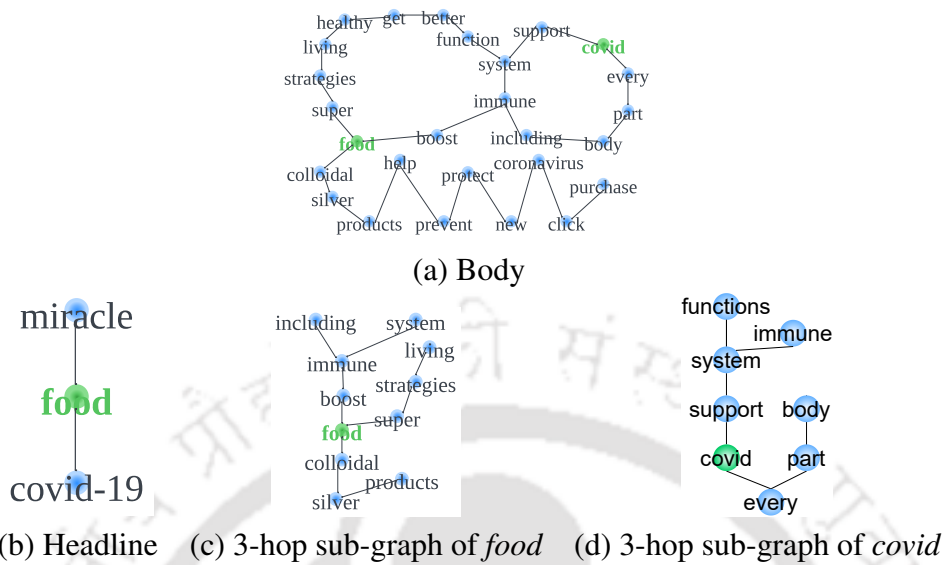 healthy get better
function
support
covid
living
system
strategies
every
super
immune
part
food
boost
including
body
colloidal
help
protect
coronavirus
silver
purchase
products
prevent
new
click
(a) Body
miracle
food
covid-19
including
system
immune
living
boost
strategies
food
super
colloidal
products
silver
functions
immune
system
support
body
covid
part
every
(b) Headline
(c) 3-hop sub-graph of food
(d) 3-hop sub-graph of covid